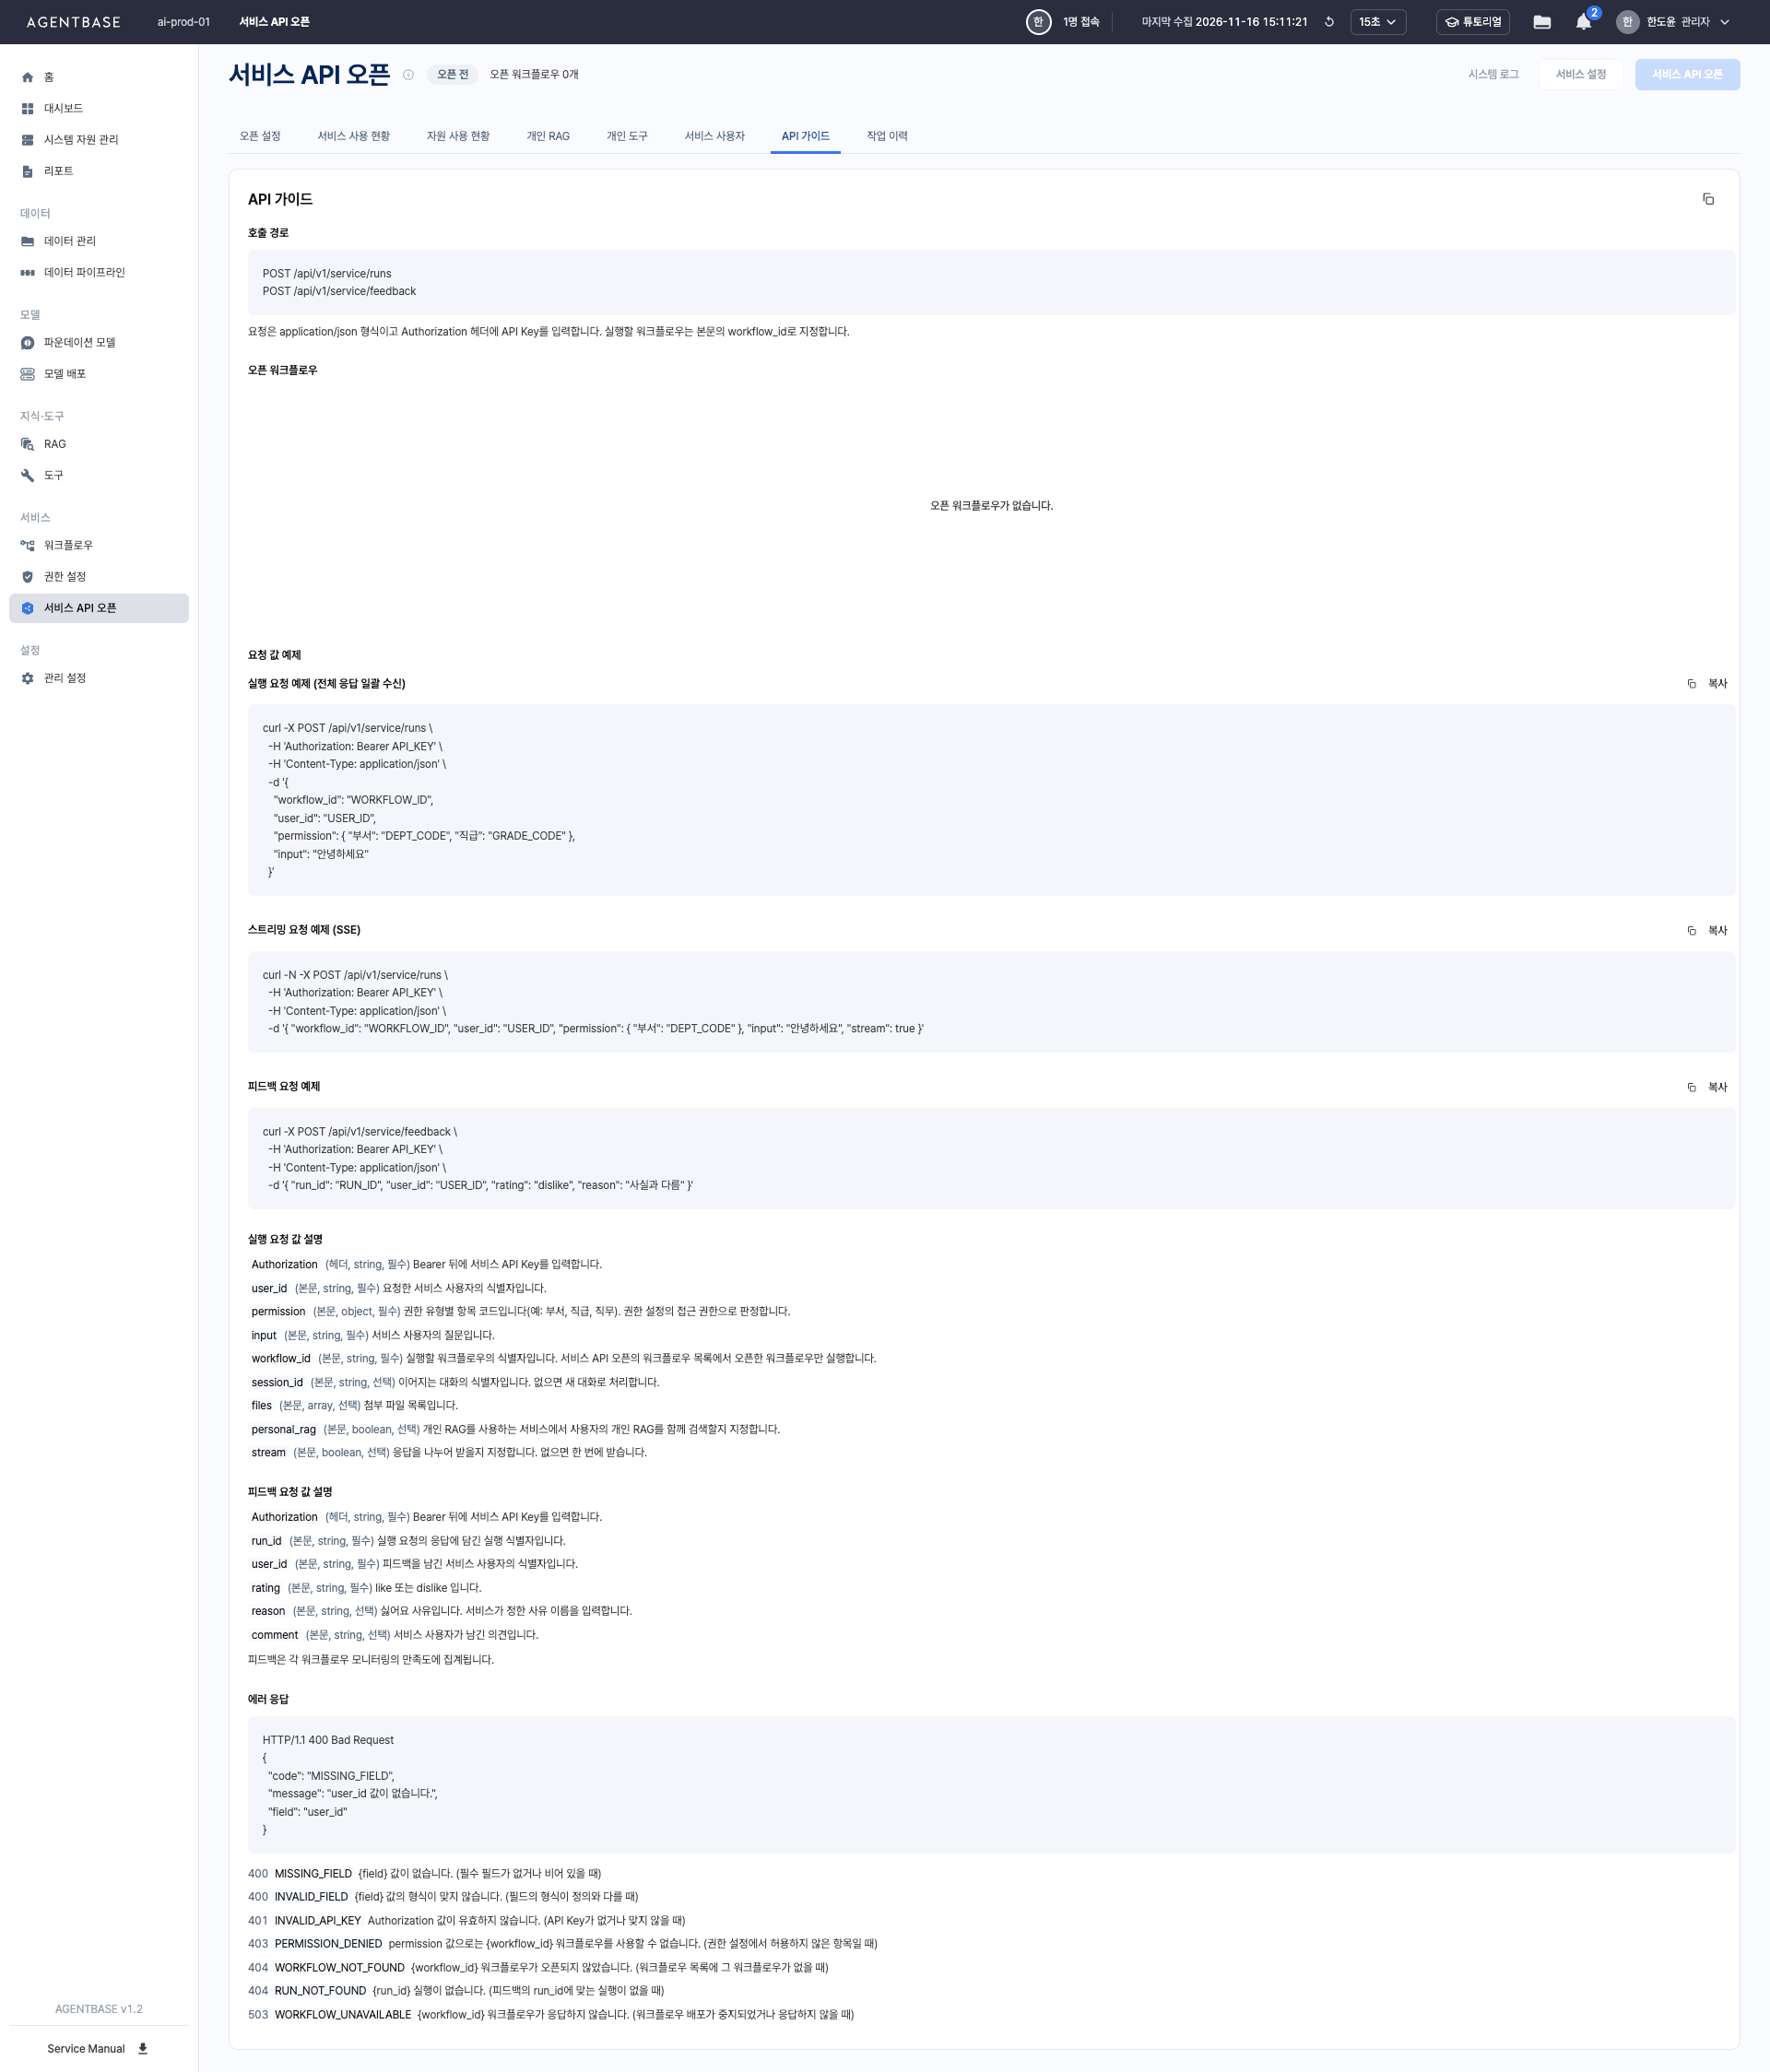 AGENTBASE
ai-prod-01
서비스 API 오픈
한
1명 접속
마지막 수집 2026-11-16 15:11:21
15초
튜토리얼
2
한
한도윤 관리자
홈
대시보드
시스템 자원 관리
리포트
데이터
데이터 관리
데이터 파이프라인
모델
파운데이션 모델
모델 배포
지식·도구
RAG
도구
서비스
워크플로우
권한 설정
서비스 API 오픈
설정
관리 설정
AGENTBASE v1.2
Service Manual
서비스 API 오픈
오픈 전
오픈 워크플로우 0개
시스템 로그
서비스 설정
서비스 API 오픈
오픈 설정
서비스 사용 현황
자원 사용 현황
개인 RAG
개인 도구
서비스 사용자
API 가이드
작업 이력
API 가이드
호출 경로
POST /api/v1/service/runs
POST /api/v1/service/feedback
요청은 application/json 형식이고 Authorization 헤더에 API Key를 입력합니다. 실행할 워크플로우는 본문의 workflow_id로 지정합니다.
오픈 워크플로우
오픈 워크플로우가 없습니다.
요청 값 예제
실행 요청 예제 (전체 응답 일괄 수신)
복사
curl -X POST /api/v1/service/runs \
-H 'Authorization: Bearer API_KEY' \
-H 'Content-Type: application/json' \
-d '{
"workflow_id": "WORKFLOW_ID",
"user_id": "USER_ID",
"permission": { "부서": "DEPT_CODE", "직급": "GRADE_CODE" },
"input": "안녕하세요"
}'
스트리밍 요청 예제 (SSE)
복사
curl -N -X POST /api/v1/service/runs \
-H 'Authorization: Bearer API_KEY' \
-H 'Content-Type: application/json' \
-d '{ "workflow_id": "WORKFLOW_ID", "user_id": "USER_ID", "permission": { "부서": "DEPT_CODE" }, "input": "안녕하세요", "stream": true }'
피드백 요청 예제
복사
curl -X POST /api/v1/service/feedback \
-H 'Authorization: Bearer API_KEY' \
-H 'Content-Type: application/json' \
-d '{ "run_id": "RUN_ID", "user_id": "USER_ID", "rating": "dislike", "reason": "사실과 다름" }'
실행 요청 값 설명
Authorization (헤더, string, 필수) Bearer 뒤에 서비스 API Key를 입력합니다.
user_id (본문, string, 필수) 요청한 서비스 사용자의 식별자입니다.
permission (본문, object, 필수) 권한 유형별 항목 코드입니다(예: 부서, 직급, 직무). 권한 설정의 접근 권한으로 판정합니다.
input (본문, string, 필수) 서비스 사용자의 질문입니다.
workflow_id (본문, string, 필수) 실행할 워크플로우의 식별자입니다. 서비스 API 오픈의 워크플로우 목록에서 오픈한 워크플로우만 실행합니다.
session_id (본문, string, 선택) 이어지는 대화의 식별자입니다. 없으면 새 대화로 처리합니다.
files (본문, array, 선택) 첨부 파일 목록입니다.
personal_rag (본문, boolean, 선택) 개인 RAG를 사용하는 서비스에서 사용자의 개인 RAG를 함께 검색할지 지정합니다.
stream (본문, boolean, 선택) 응답을 나누어 받을지 지정합니다. 없으면 한 번에 받습니다.
피드백 요청 값 설명
Authorization (헤더, string, 필수) Bearer 뒤에 서비스 API Key를 입력합니다.
run_id (본문, string, 필수) 실행 요청의 응답에 담긴 실행 식별자입니다.
user_id (본문, string, 필수) 피드백을 남긴 서비스 사용자의 식별자입니다.
rating (본문, string, 필수) like 또는 dislike 입니다.
reason (본문, string, 선택) 싫어요 사유입니다. 서비스가 정한 사유 이름을 입력합니다.
comment (본문, string, 선택) 서비스 사용자가 남긴 의견입니다.
피드백은 각 워크플로우 모니터링의 만족도에 집계됩니다.
에러 응답
HTTP/1.1 400 Bad Request
{
"code": "MISSING_FIELD",
"message": "user_id 값이 없습니다.",
"field": "user_id"
}
400 MISSING_FIELD {field} 값이 없습니다. (필수 필드가 없거나 비어 있을 때)
400 INVALID_FIELD {field} 값의 형식이 맞지 않습니다. (필드의 형식이 정의와 다를 때)
401 INVALID_API_KEY Authorization 값이 유효하지 않습니다. (API Key가 없거나 맞지 않을 때)
403 PERMISSION_DENIED permission 값으로는 {workflow_id} 워크플로우를 사용할 수 없습니다. (권한 설정에서 허용하지 않은 항목일 때)
404 WORKFLOW_NOT_FOUND {workflow_id} 워크플로우가 오픈되지 않았습니다. (워크플로우 목록에 그 워크플로우가 없을 때)
404 RUN_NOT_FOUND {run_id} 실행이 없습니다. (피드백의 run_id에 맞는 실행이 없을 때)
503 WORKFLOW_UNAVAILABLE {workflow_id} 워크플로우가 응답하지 않습니다. (워크플로우 배포가 중지되었거나 응답하지 않을 때)